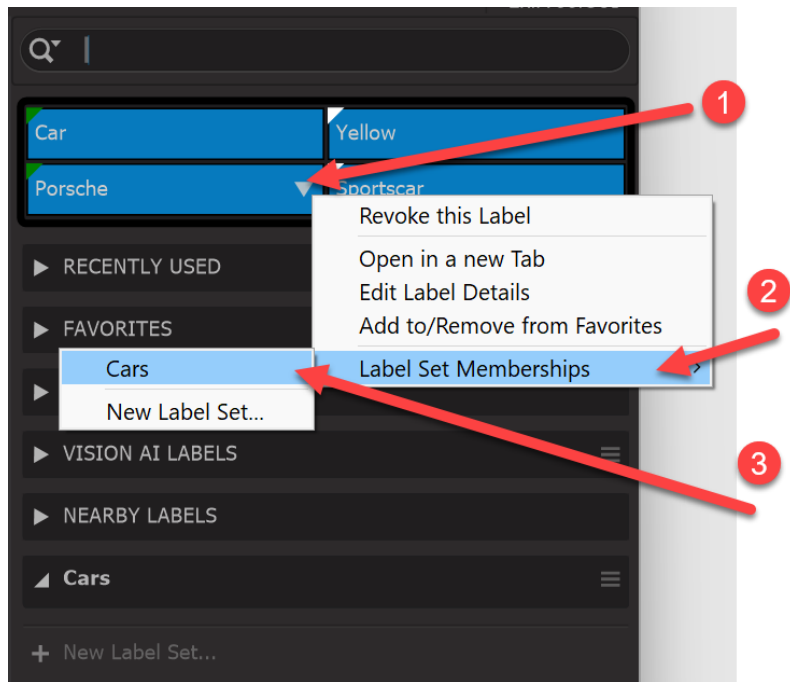 Car
Yellow
1
Porsche
Sportscar
Revoke this Label
RECENTLY USED
Open in a new Tab
Edit Label Details
2
FAVORITES
Add to/Remove from Favorites
Cars
Label Set Memberships
New Label Set...
VISION AI LABELS
3
NEARBY LABELS
Cars
New Label Set...